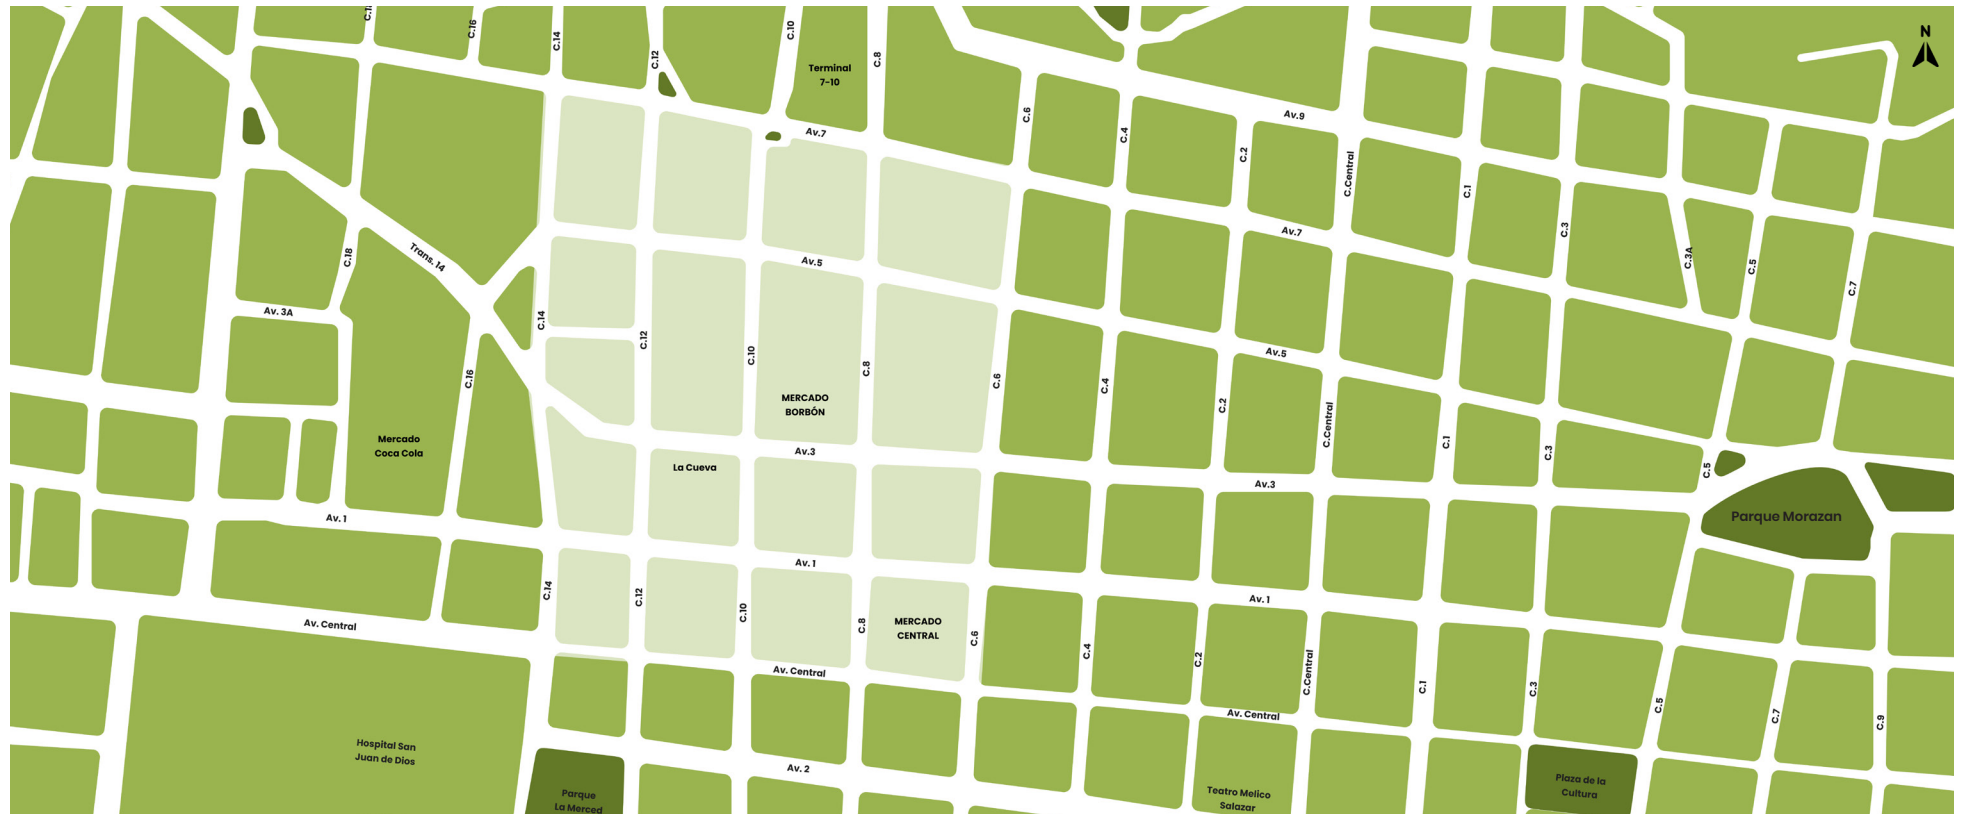 C.1
C.16
C.14
C.12
C.10
C.8
N
Terminal
7-10
Av.7
Av.9
C.6
C.4
C.2
C.Central
C.1
C.3
C.3A
C.5
C.7
Av.7
Trans. 14
C.18
Av.5
Av. 3A
C.14
C.12
C.10
C.8
C.6
C.4
Av.5
C.2
C.Central
C.1
C.3
C.5
C.16
MERCADO
BORBÓN
Mercado
Coca Cola
Av.3
La Cueva
Av.3
Parque Morazan
Av. 1
Av. 1
Av. 1
C.14
C.12
C.10
C.8
MERCADO
CENTRAL
C.6
C.4
C.2
C.Central
C.1
C.3
C.5
C.7
C.9
Av. Central
Av. Central
Av. Central
Hospital San
Juan de Dios
Av. 2
Parque
La Merced
Teatro Melico
Salazar
Plaza de la
Cultura